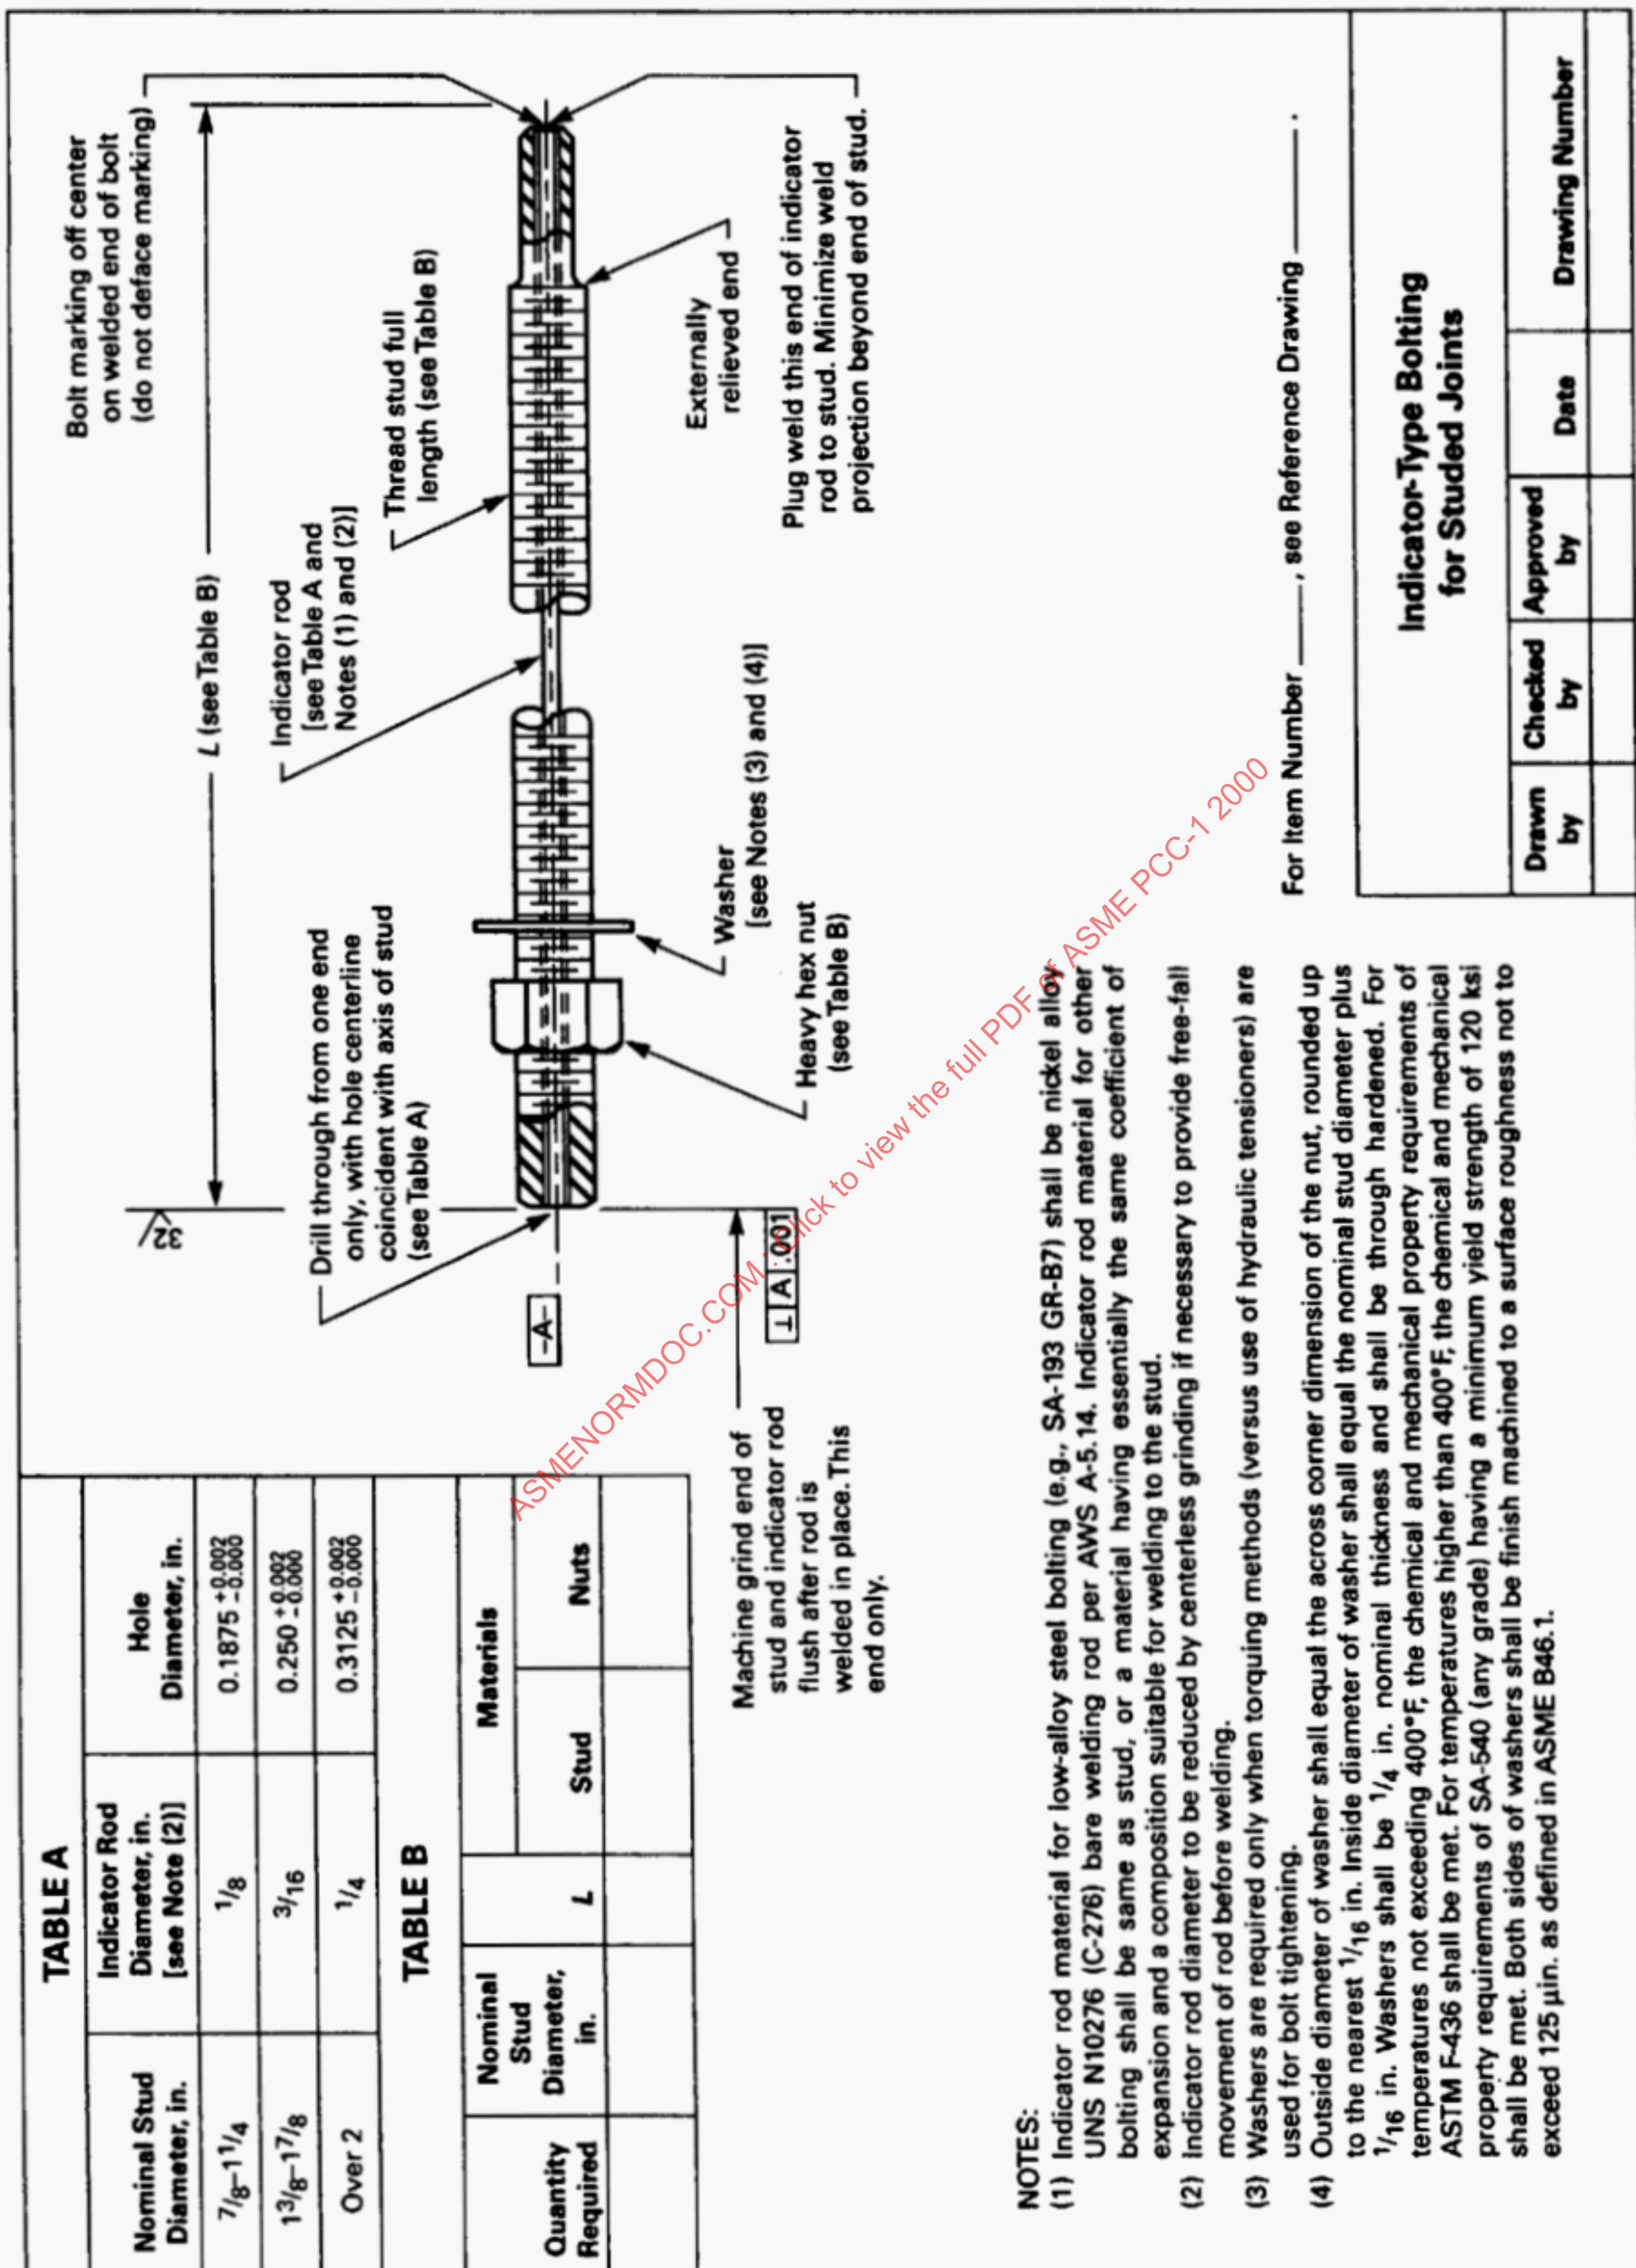 TABLE A
Nominal Stud
Diameter, in.
Indicator Rod
Diameter, in.
[see Note (2)]
Hole
Diameter, in.
7/8–1 1/4
1/8
0.1875 +0.002 −0.000
1 3/8–1 7/8
3/16
0.250 +0.002 −0.000
Over 2
1/4
0.3125 +0.002 −0.000
TABLE B
Quantity
Required
Nominal
Stud
Diameter,
in.
L
Materials
Stud
Nuts
Bolt marking off center
on welded end of bolt
(do not deface marking)
L (see Table B)
32
Indicator rod
[see Table A and
Notes (1) and (2)]
Thread stud full
length (see Table B)
Drill through from one end
only, with hole centerline
coincident with axis of stud
(see Table A)
-A-
Externally
relieved end
Washer
[see Notes (3) and (4)]
Heavy hex nut
(see Table B)
⊥ A .001
Machine grind end of
stud and indicator rod
flush after rod is
welded in place. This
end only.
Plug weld this end of indicator
rod to stud. Minimize weld
projection beyond end of stud.
NOTES:
(1) Indicator rod material for low-alloy steel bolting (e.g., SA-193 GR-B7) shall be nickel alloy
UNS N10276 (C-276) bare welding rod per AWS A-5.14. Indicator rod material for other
bolting shall be same as stud, or a material having essentially the same coefficient of
expansion and a composition suitable for welding to the stud.
(2) Indicator rod diameter to be reduced by centerless grinding if necessary to provide free-fall
movement of rod before welding.
(3) Washers are required only when torquing methods (versus use of hydraulic tensioners) are
used for bolt tightening.
(4) Outside diameter of washer shall equal the across corner dimension of the nut, rounded up
to the nearest 1/16 in. Inside diameter of washer shall equal the nominal stud diameter plus
1/16 in. Washers shall be 1/4 in. nominal thickness and shall be through hardened. For
temperatures not exceeding 400°F, the chemical and mechanical property requirements of
ASTM F-436 shall be met. For temperatures higher than 400°F, the chemical and mechanical
property requirements of SA-540 (any grade) having a minimum yield strength of 120 ksi
shall be met. Both sides of washers shall be finish machined to a surface roughness not to
exceed 125 μin. as defined in ASME B46.1.
For Item Number ____, see Reference Drawing ____.
Indicator-Type Bolting
for Studed Joints
Drawn
by
Checked
by
Approved
by
Date
Drawing Number
ASMENORMDOC.COM : Click to view the full PDF of ASME PCC-1 2000